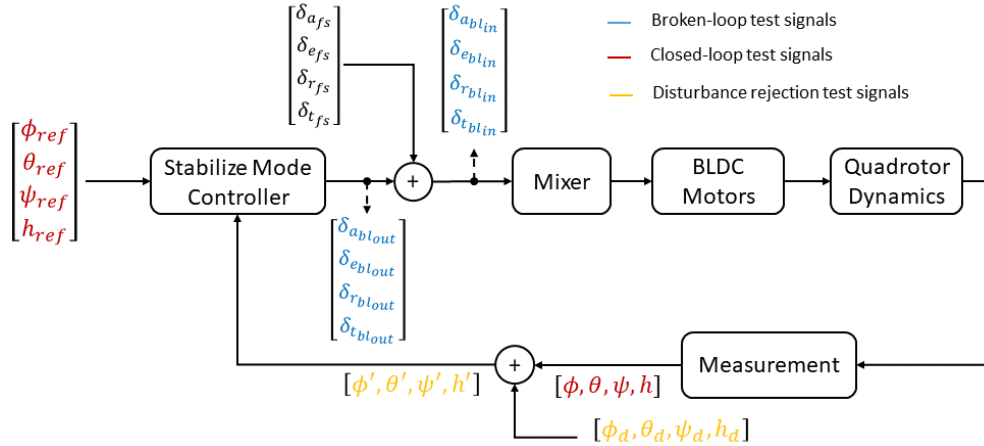 δ_{a_{fs}}
δ_{e_{fs}}
δ_{r_{fs}}
δ_{t_{fs}}
δ_{a_{bl_{in}}}
δ_{e_{bl_{in}}}
δ_{r_{bl_{in}}}
δ_{t_{bl_{in}}}
Broken-loop test signals
Closed-loop test signals
Disturbance rejection test signals
ϕ_{ref}
θ_{ref}
ψ_{ref}
h_{ref}
Stabilize Mode
Controller
+
Mixer
BLDC
Motors
Quadrotor
Dynamics
δ_{a_{bl_{out}}}
δ_{e_{bl_{out}}}
δ_{r_{bl_{out}}}
δ_{t_{bl_{out}}}
+
Measurement
[ϕ′, θ′, ψ′, h′]
[ϕ, θ, ψ, h]
[ϕ_d, θ_d, ψ_d, h_d]